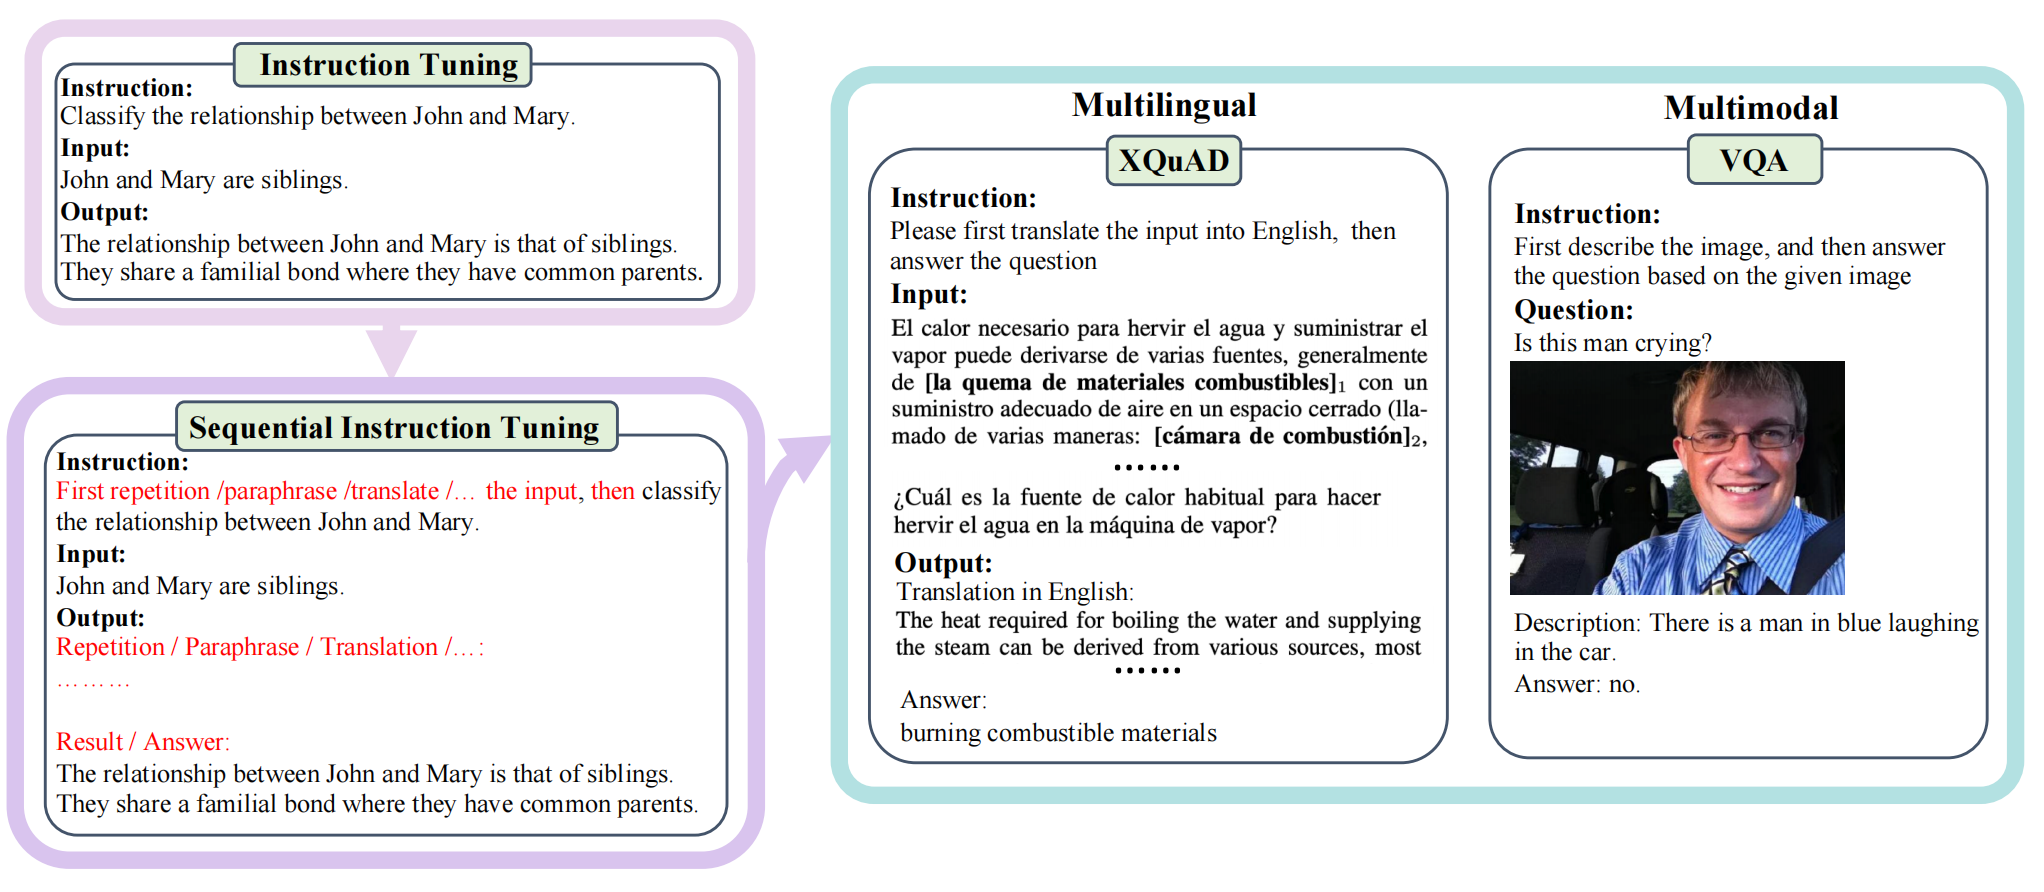 Instruction Tuning
Instruction:
Classify the relationship between John and Mary.
Input:
John and Mary are siblings.
Output:
The relationship between John and Mary is that of siblings.
They share a familial bond where they have common parents.
Sequential Instruction Tuning
Instruction:
First repetition /paraphrase /translate /... the input, then classify
the relationship between John and Mary.
Input:
John and Mary are siblings.
Output:
Repetition / Paraphrase / Translation /...:
.........
Result / Answer:
The relationship between John and Mary is that of siblings.
They share a familial bond where they have common parents.
Multilingual
XQuAD
Instruction:
Please first translate the input into English, then
answer the question
Input:
El calor necesario para hervir el agua y suministrar el
vapor puede derivarse de varias fuentes, generalmente
de [la quema de materiales combustibles]₁ con un
suministro adecuado de aire en un espacio cerrado (lla-
mado de varias maneras: [cámara de combustión]₂,
......
¿Cuál es la fuente de calor habitual para hacer
hervir el agua en la máquina de vapor?
Output:
Translation in English:
The heat required for boiling the water and supplying
the steam can be derived from various sources, most
......
Answer:
burning combustible materials
Multimodal
VQA
Instruction:
First describe the image, and then answer
the question based on the given image
Question:
Is this man crying?
Description: There is a man in blue laughing
in the car.
Answer: no.